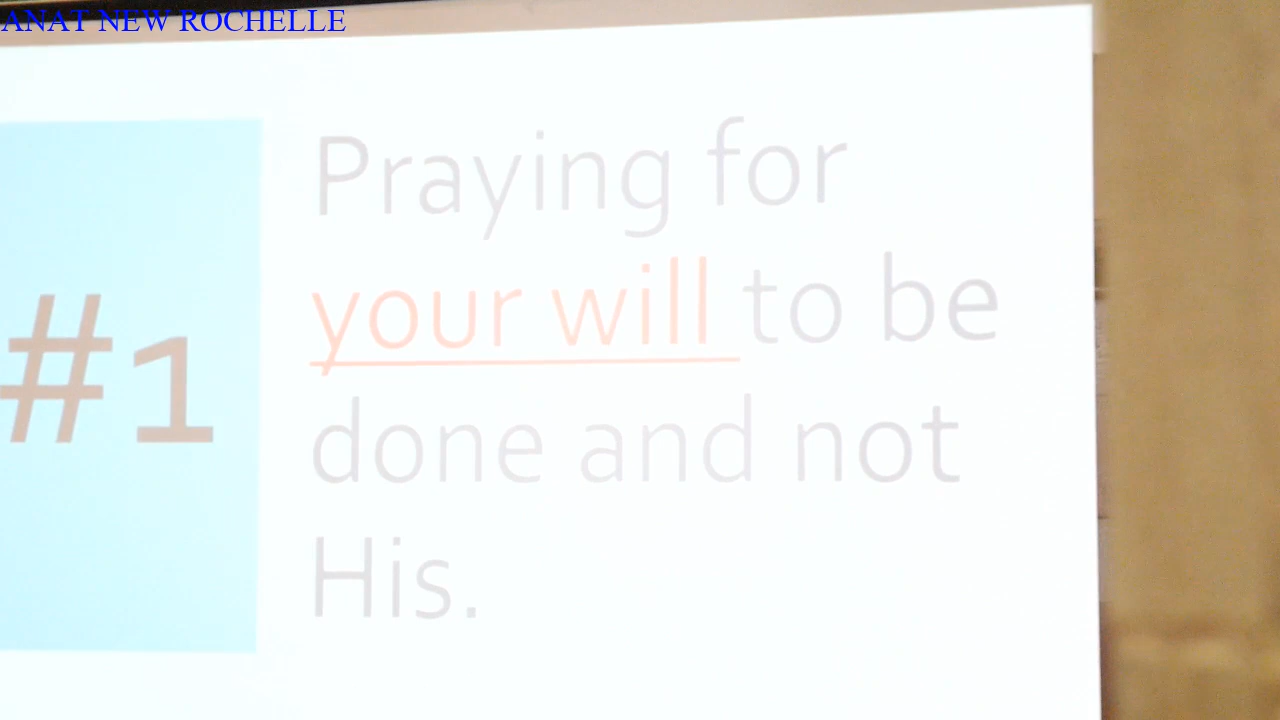 ANAT NEW ROCHELLE
#1
Praying for
your will to be
done and not
His.